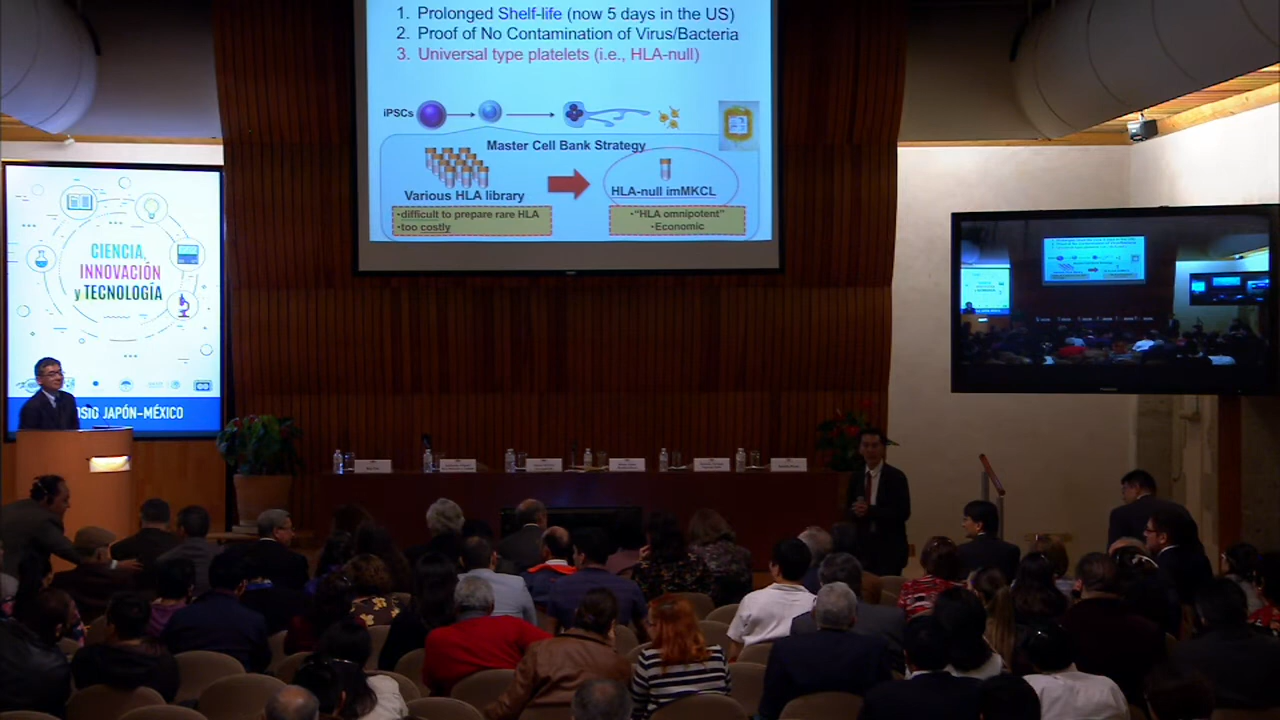 1. Prolonged Shelf-life (now 5 days in the US)
2. Proof of No Contamination of Virus/Bacteria
3. Universal type platelets (i.e., HLA-null)
iPSCs
Master Cell Bank Strategy
Various HLA library
HLA-null imMKCL
•difficult to prepare rare HLA
•too costly
•"HLA omnipotent"
•Economic
CIENCIA,
INNOVACIÓN
y TECNOLOGÍA
JAPÓN-MÉXICO